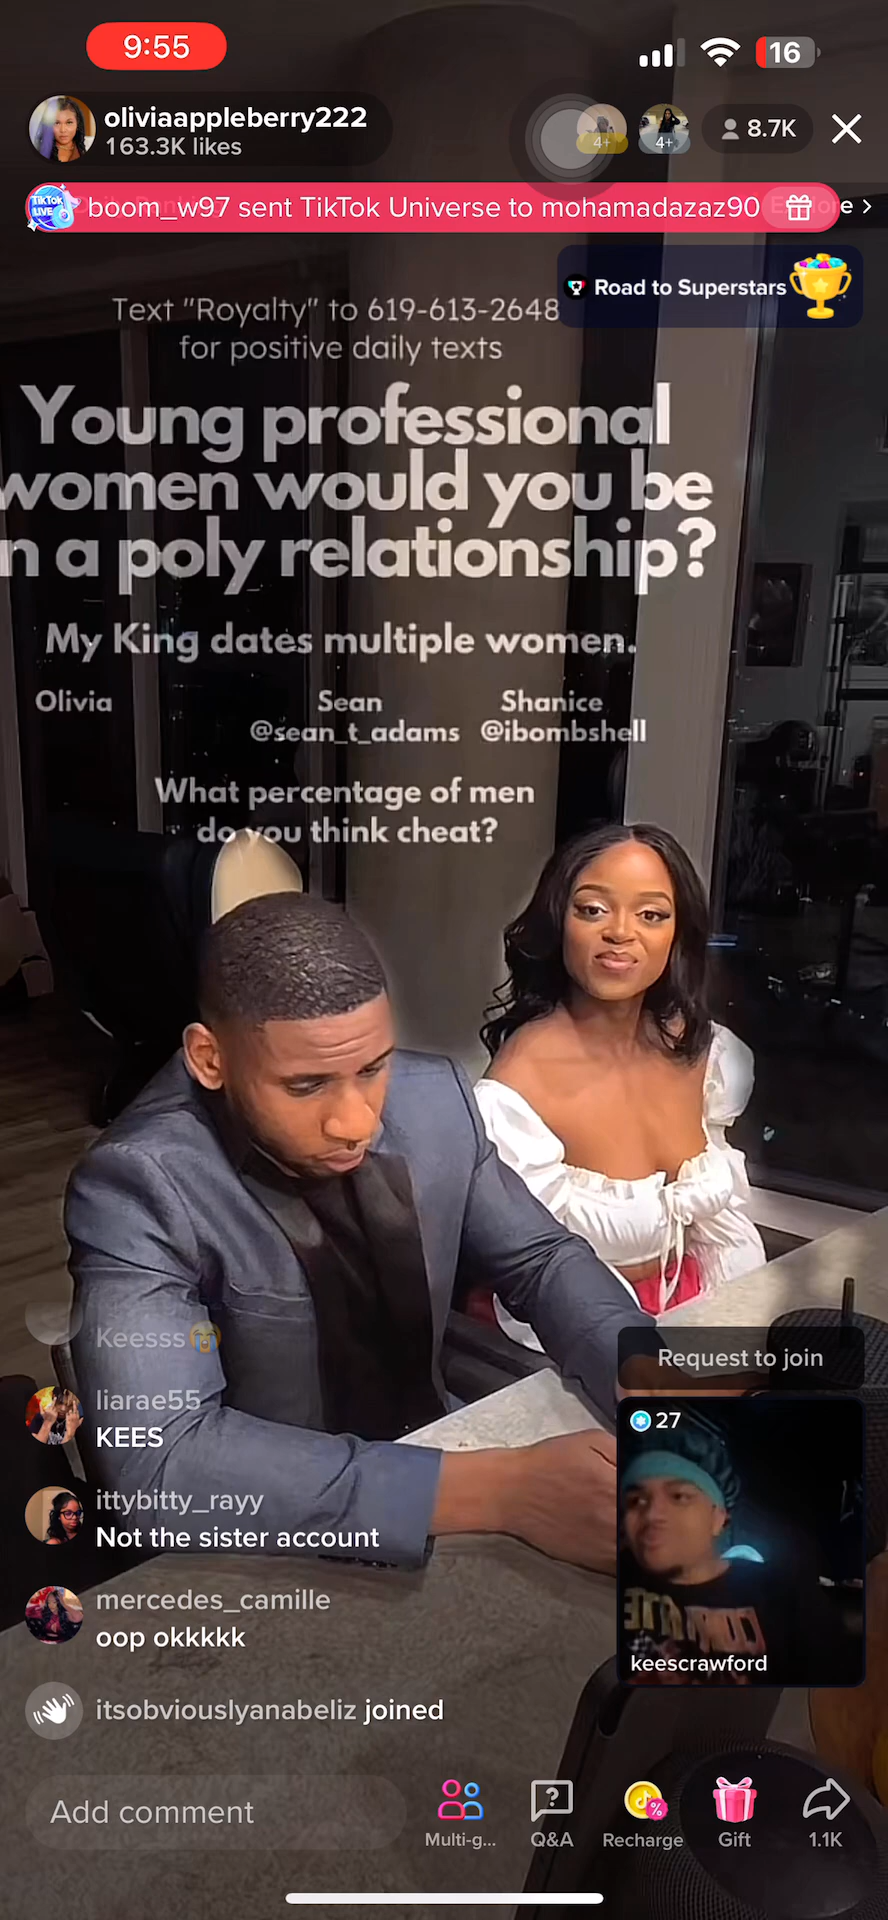 9:55
16
oliviaappleberry222
163.3K likes
4+
4+
8.7K
TikTok
LIVE
boom_w97 sent TikTok Universe to mohamadazaz90
Road to Superstars
Text "Royalty" to 619-613-2648
for positive daily texts
Young professional
women would you be
n a poly relationship?
My King dates multiple women.
Olivia Sean Shanice
@sean_t_adams @ibombshell
What percentage of men
do you think cheat?
Keesss😭
liarae55
KEES
ittybitty_rayy
Not the sister account
mercedes_camille
oop okkkkk
itsobviouslyanabeliz joined
Request to join
27
keescrawford
Add comment
Multi-g...
Q&A
Recharge
Gift
1.1K